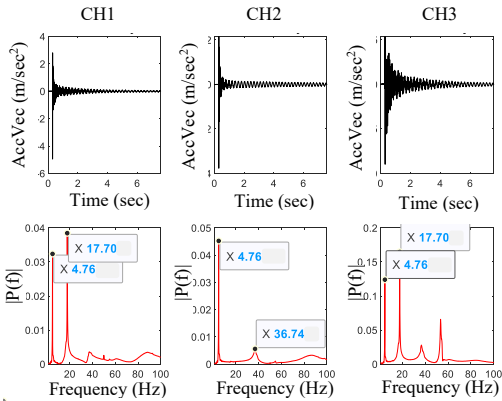 CH1 CH2 CH3
AccVec (m/sec²)
4
2
0
-2
-4
-6
0 2 4 6
Time (sec)
AccVec (m/sec²)
2
0
2
4
0 2 4 6
Time (sec)
AccVec (m/sec²)
0
0 2 4 6
Time (sec)
|P(f)|
0.04
0.03
0.02
0.01
0
X 17.70
X 4.76
20 40 60 80 100
Frequency (Hz)
|P(f)|
0.05
0.04
0.03
0.02
0.01
0.00
X 4.76
X 36.74
0 20 40 60 80 100
Frequency (Hz)
|P(f)|
0.2
0.15
0.1
0.05
0
X 17.70
X 4.76
20 40 60 80 100
Frequency (Hz)